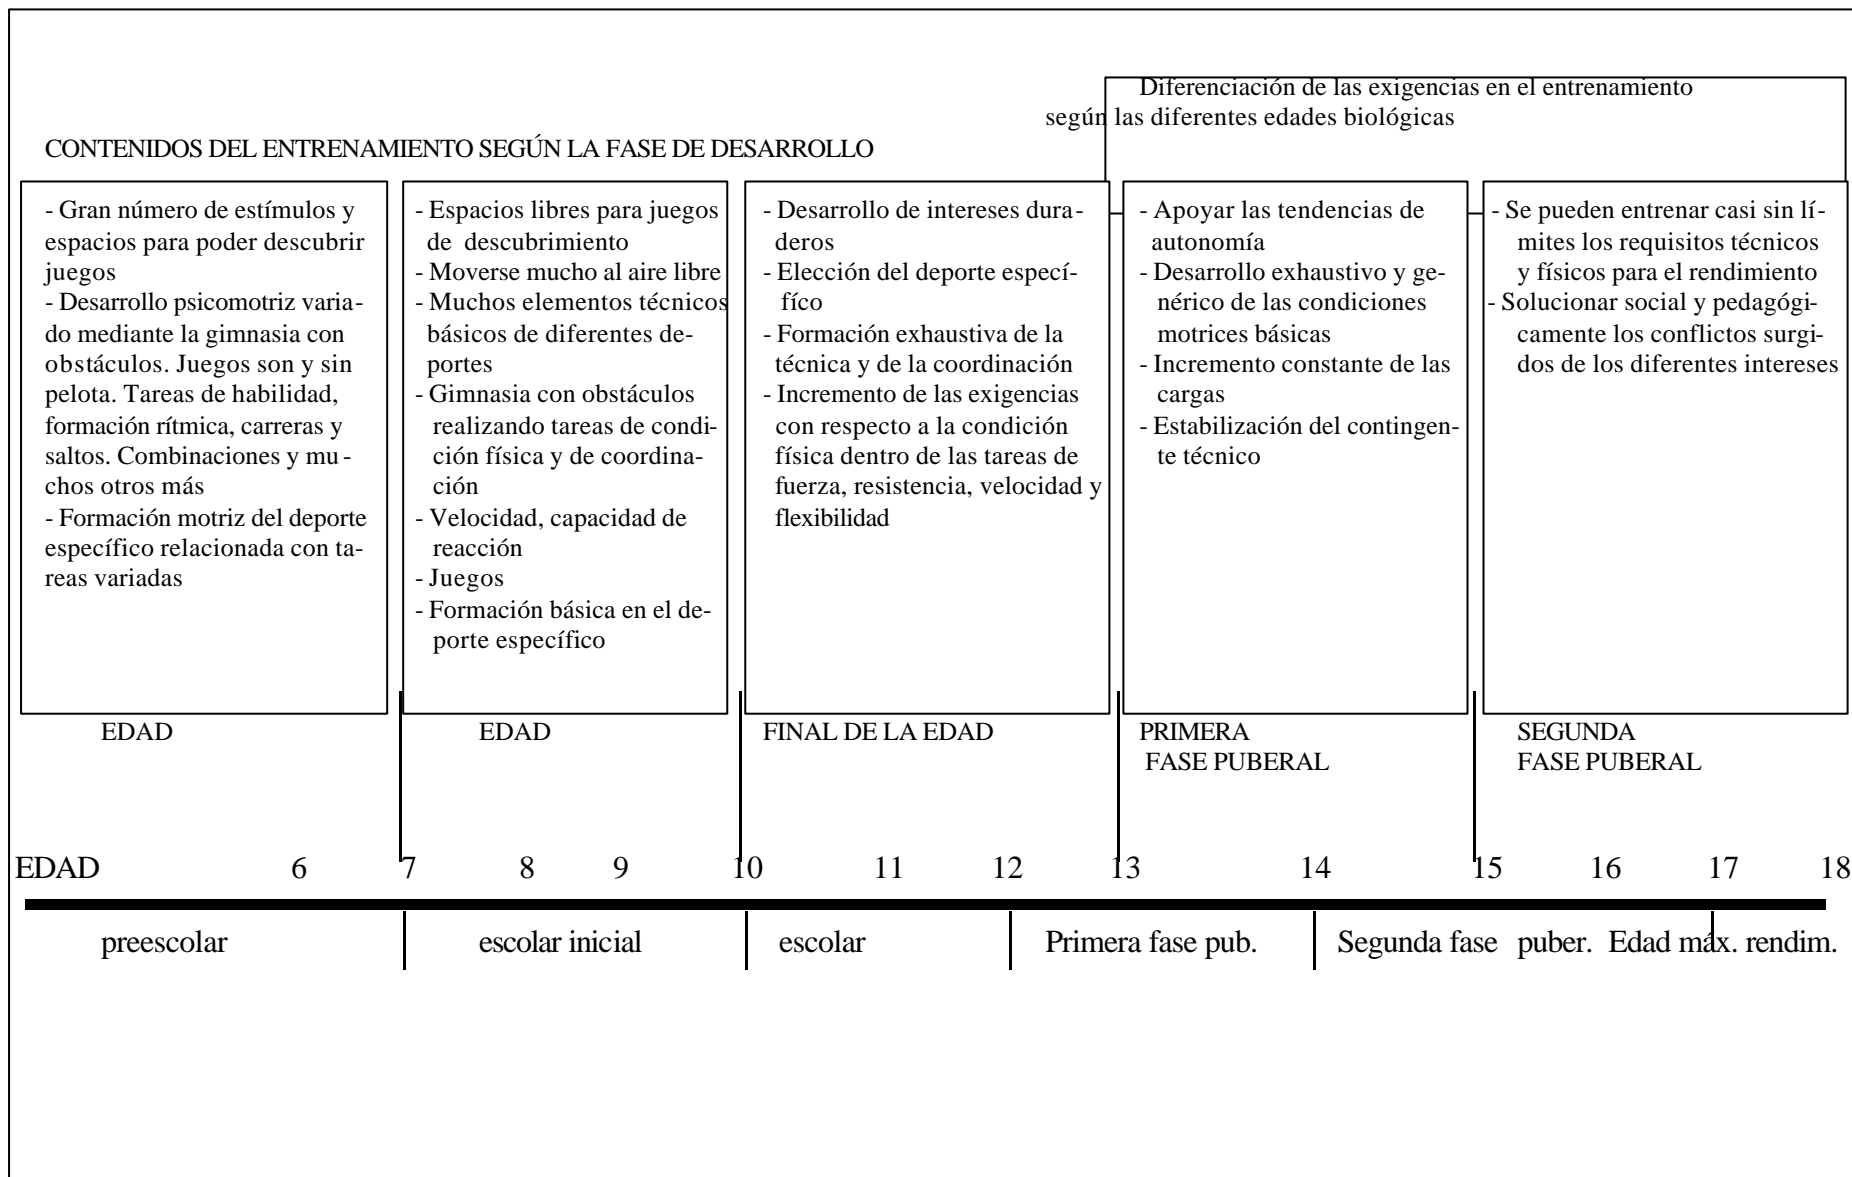 Diferenciación de las exigencias en el entrenamiento
según las diferentes edades biológicas
CONTENIDOS DEL ENTRENAMIENTO SEGÚN LA FASE DE DESARROLLO
- Gran número de estímulos y
espacios para poder descubrir
juegos
- Desarrollo psicomotriz varia-
do mediante la gimnasia con
obstáculos. Juegos son y sin
pelota. Tareas de habilidad,
formación rítmica, carreras y
saltos. Combinaciones y mu-
chos otros más
- Formación motriz del deporte
específico relacionada con ta-
reas variadas
- Espacios libres para juegos
de descubrimiento
- Moverse mucho al aire libre
- Muchos elementos técnicos
básicos de diferentes de-
portes
- Gimnasia con obstáculos
realizando tareas de condi-
ción física y de coordina-
ción
- Velocidad, capacidad de
reacción
- Juegos
- Formación básica en el de-
porte específico
- Desarrollo de intereses dura-
deros
- Elección del deporte especí-
fíco
- Formación exhaustiva de la
técnica y de la coordinación
- Incremento de las exigencias
con respecto a la condición
física dentro de las tareas de
fuerza, resistencia, velocidad y
flexibilidad
- Apoyar las tendencias de
autonomía
- Desarrollo exhaustivo y ge-
nérico de las condiciones
motrices básicas
- Incremento constante de las
cargas
- Estabilización del contingen-
te técnico
- Se pueden entrenar casi sin lí-
mites los requisitos técnicos
y físicos para el rendimiento
- Solucionar social y pedagógi-
camente los conflictos surgi-
dos de los diferentes intereses
EDAD
EDAD
FINAL DE LA EDAD
PRIMERA
FASE PUBERAL
SEGUNDA
FASE PUBERAL
EDAD 6 7 8 9 10 11 12 13 14 15 16 17 18
preescolar escolar inicial escolar Primera fase pub. Segunda fase puber. Edad máx. rendim.